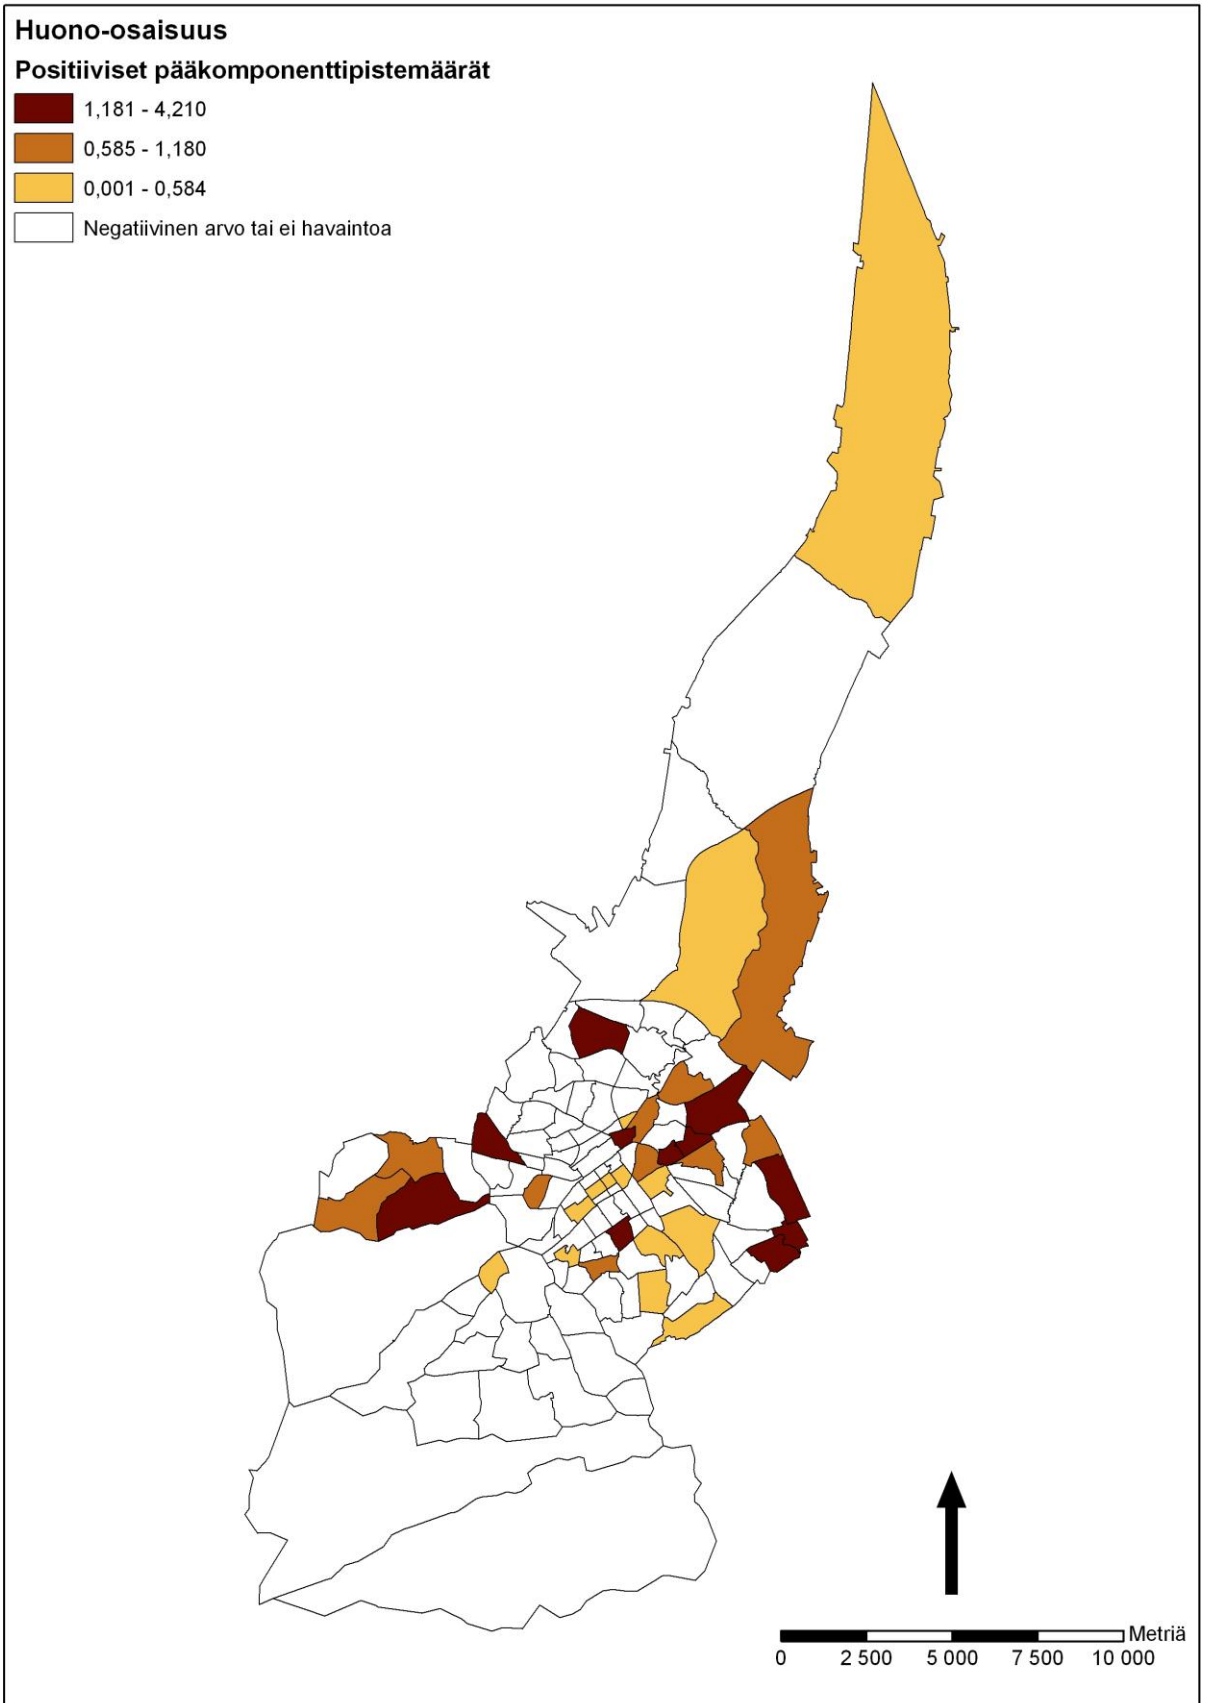 Huono-osaisuus
Positiiviset pääkomponenttipistemäärät
1,181 - 4,210
0,585 - 1,180
0,001 - 0,584
Negatiivinen arvo tai ei havaintoa
Metriä
0 2 500 5 000 7 500 10 000